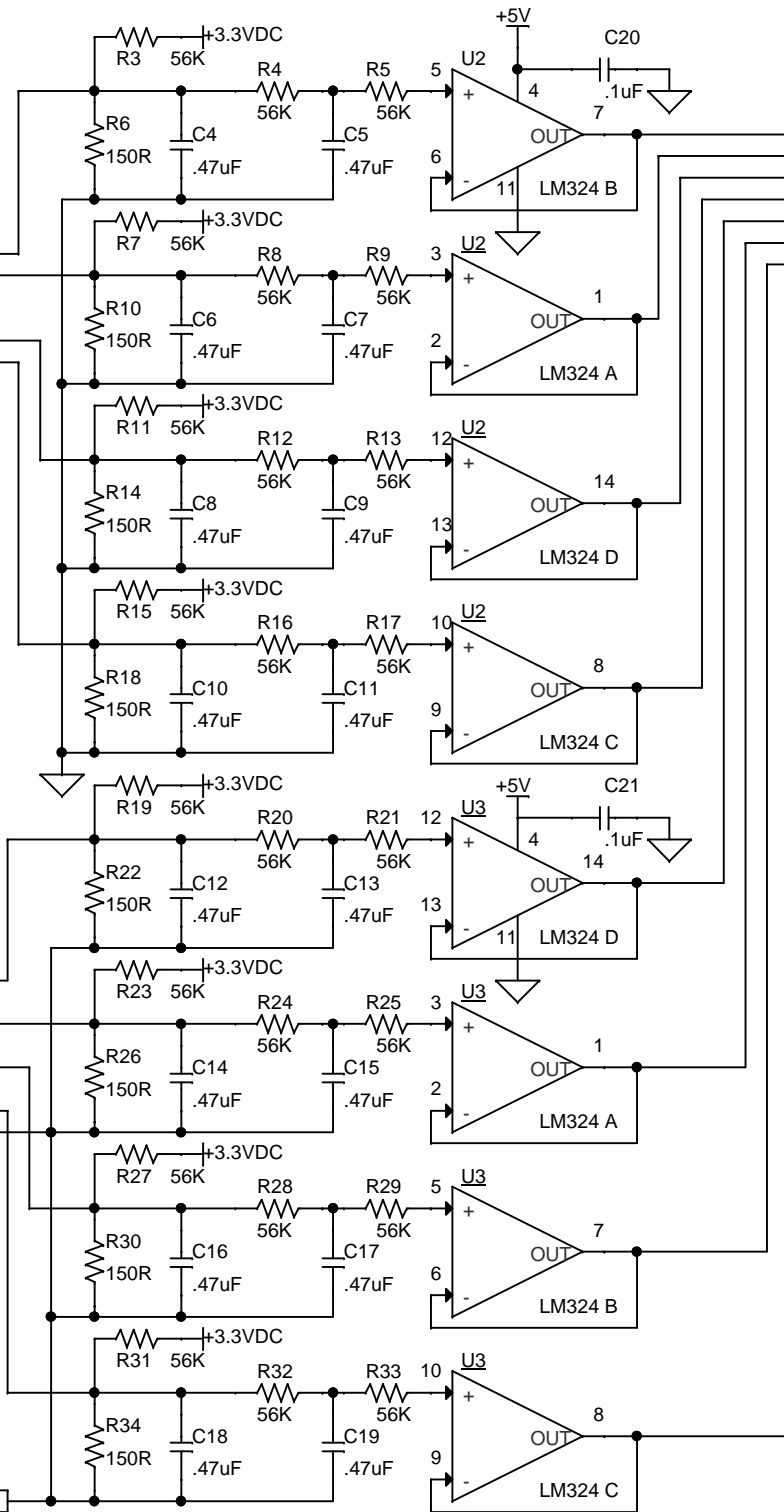 +5V
+3.3VDC
R3 56K
C20
U2
R4
R5
5
4
.1uF
56K
56K
+
7
R6
150R
C4
.47uF
C5
.47uF
OUT
6
-
11
LM324 B
+3.3VDC
R7 56K
U2
R8
R9
3
56K
56K
+
1
R10
150R
C6
.47uF
C7
.47uF
OUT
2
-
LM324 A
+3.3VDC
R11 56K
U2
R12
R13
12
56K
56K
+
14
R14
150R
C8
.47uF
C9
.47uF
OUT
13
-
LM324 D
+3.3VDC
R15 56K
U2
R16
R17
10
56K
56K
+
8
R18
150R
C10
.47uF
C11
.47uF
OUT
9
-
LM324 C
+5V
+3.3VDC
R19 56K
C21
U3
R20
R21
12
4
.1uF
56K
56K
+
14
R22
150R
C12
.47uF
C13
.47uF
OUT
13
-
11
LM324 D
+3.3VDC
R23 56K
U3
R24
R25
3
56K
56K
+
1
R26
150R
C14
.47uF
C15
.47uF
OUT
2
-
LM324 A
+3.3VDC
R27 56K
U3
R28
R29
5
56K
56K
+
7
R30
150R
C16
.47uF
C17
.47uF
OUT
6
-
LM324 B
+3.3VDC
R31 56K
U3
R32
R33
10
56K
56K
+
8
R34
150R
C18
.47uF
C19
.47uF
OUT
9
-
LM324 C